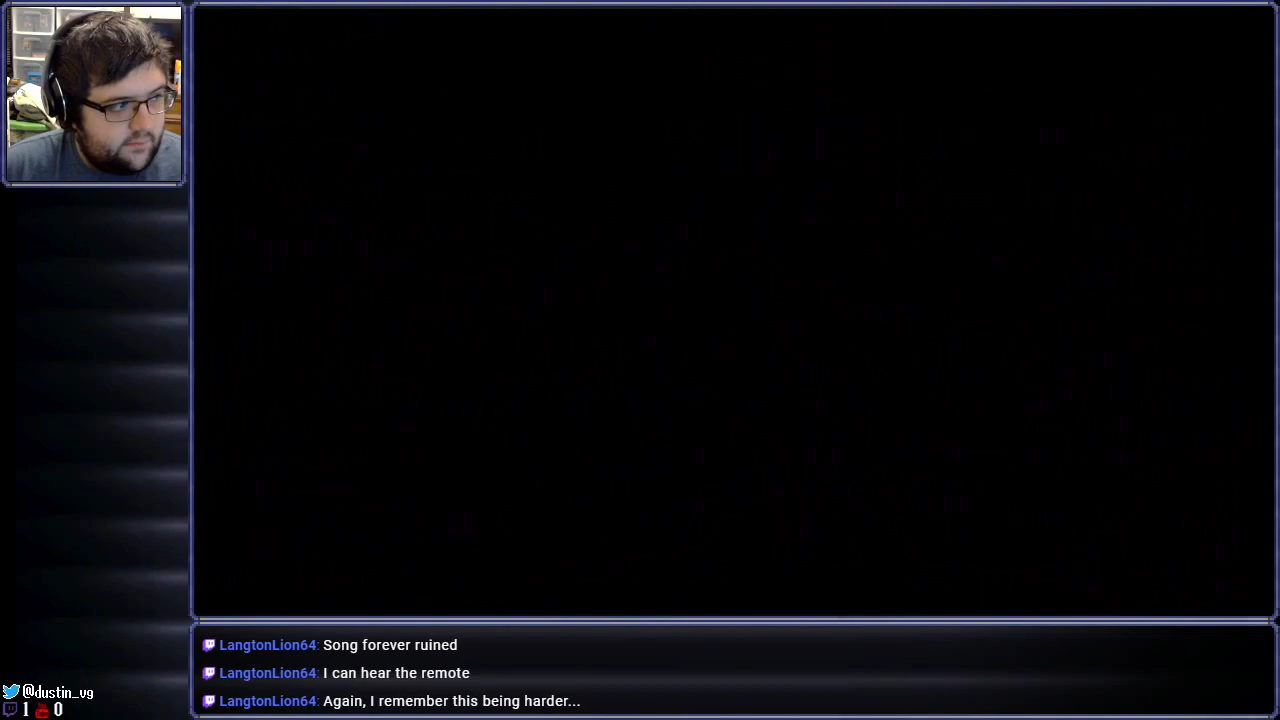 LangtonLion64: Song forever ruined
LangtonLion64: I can hear the remote
LangtonLion64: Again, I remember this being harder...
@dustin_vg
1 0